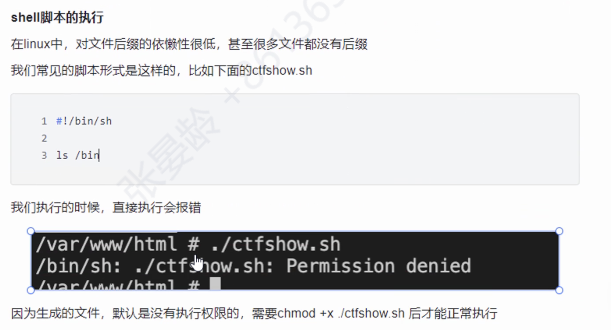 shell脚本的执行
在linux中，对文件后缀的依懒性很低，甚至很多文件都没有后缀
我们常见的脚本形式是这样的，比如下面的ctfshow.sh
1 #!/bin/sh
2
3 ls /bin
我们执行的时候，直接执行会报错
/var/www/html # ./ctfshow.sh
/bin/sh: ./ctfshow.sh: Permission denied
/var/www/html #
因为生成的文件，默认是没有执行权限的，需要chmod +x ./ctfshow.sh 后才能正常执行
张晏龄 +861369